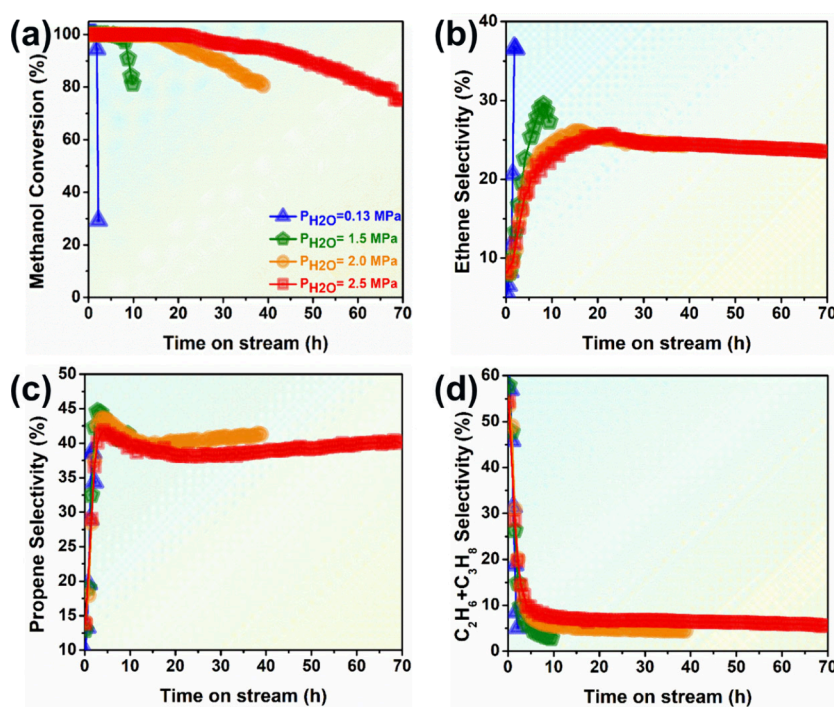 (a)
Methanol Conversion (%)
100
80
60
40
20
0
P_H2O=0.13 MPa
P_H2O= 1.5 MPa
P_H2O= 2.0 MPa
P_H2O= 2.5 MPa
0 10 20 30 40 50 60 70
Time on stream (h)
(b)
Ethene Selectivity (%)
40
30
20
10
0 10 20 30 40 50 60 70
Time on stream (h)
(c)
Propene Selectivity (%)
50
45
40
35
30
25
20
15
10
0 10 20 30 40 50 60 70
Time on stream (h)
(d)
C2H6+C3H8 Selectivity (%)
60
50
40
30
20
10
0
0 10 20 30 40 50 60 70
Time on stream (h)